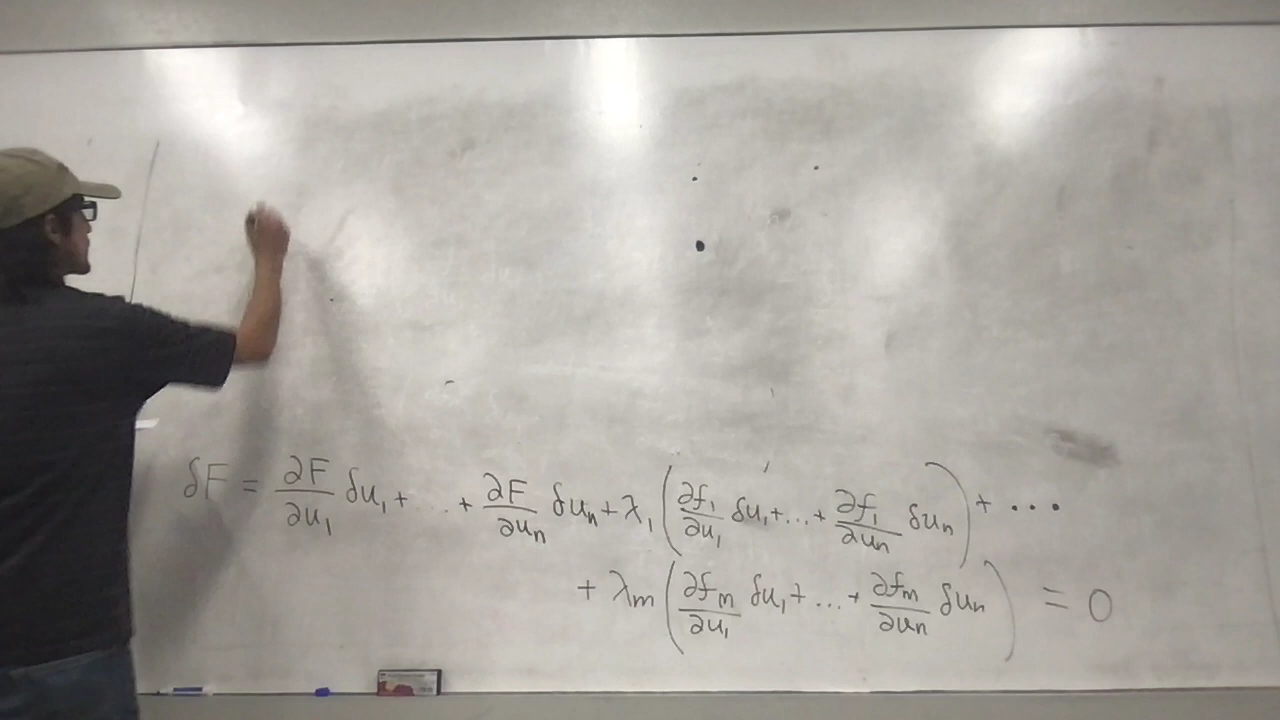 δF = ∂F/∂u₁ δu₁ + ... + ∂F/∂uₙ δuₙ + λ₁ (∂f₁/∂u₁ δu₁ + ... + ∂f₁/∂uₙ δuₙ) + ...
+ λₘ (∂fₘ/∂u₁ δu₁ + ... + ∂fₘ/∂uₙ δuₙ) = 0